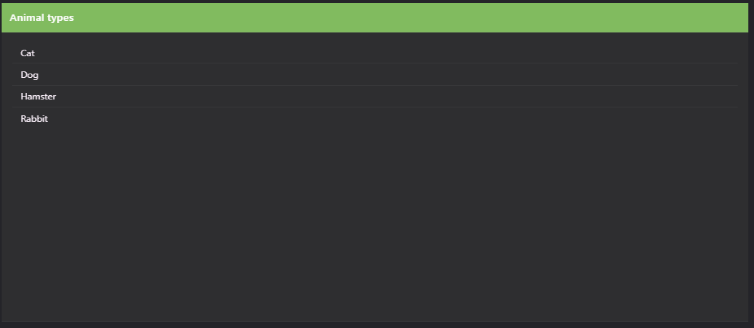 Animal types
Cat
Dog
Hamster
Rabbit